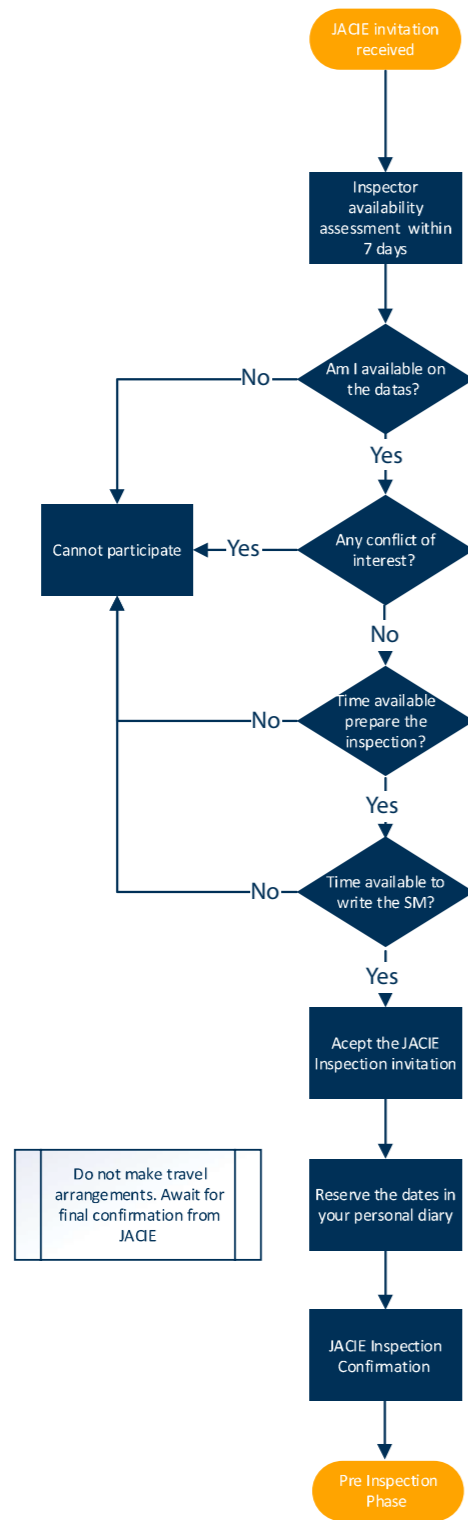 JACIE invitation
received
Inspector
availability
assessment within
7 days
Am I available on
the datas?
No
Yes
Cannot participate
Yes
Any conflict of
interest?
No
Time available
prepare the
inspection?
No
Yes
Time available to
write the SM?
No
Yes
Acept the JACIE
Inspection invitation
Do not make travel
arrangements. Await for
final confirmation from
JACIE
Reserve the dates in
your personal diary
JACIE Inspection
Confirmation
Pre Inspection
Phase